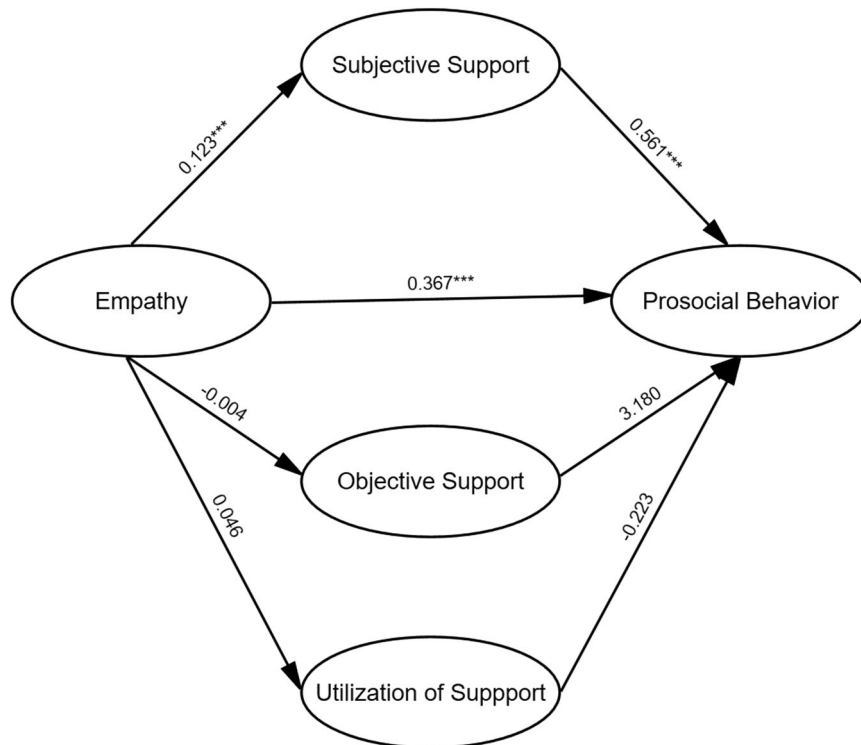 Subjective Support
0.123***
0.561***
Empathy
0.367***
Prosocial Behavior
-0.004
3.180
Objective Support
0.046
-0.223
Utilization of Suppport